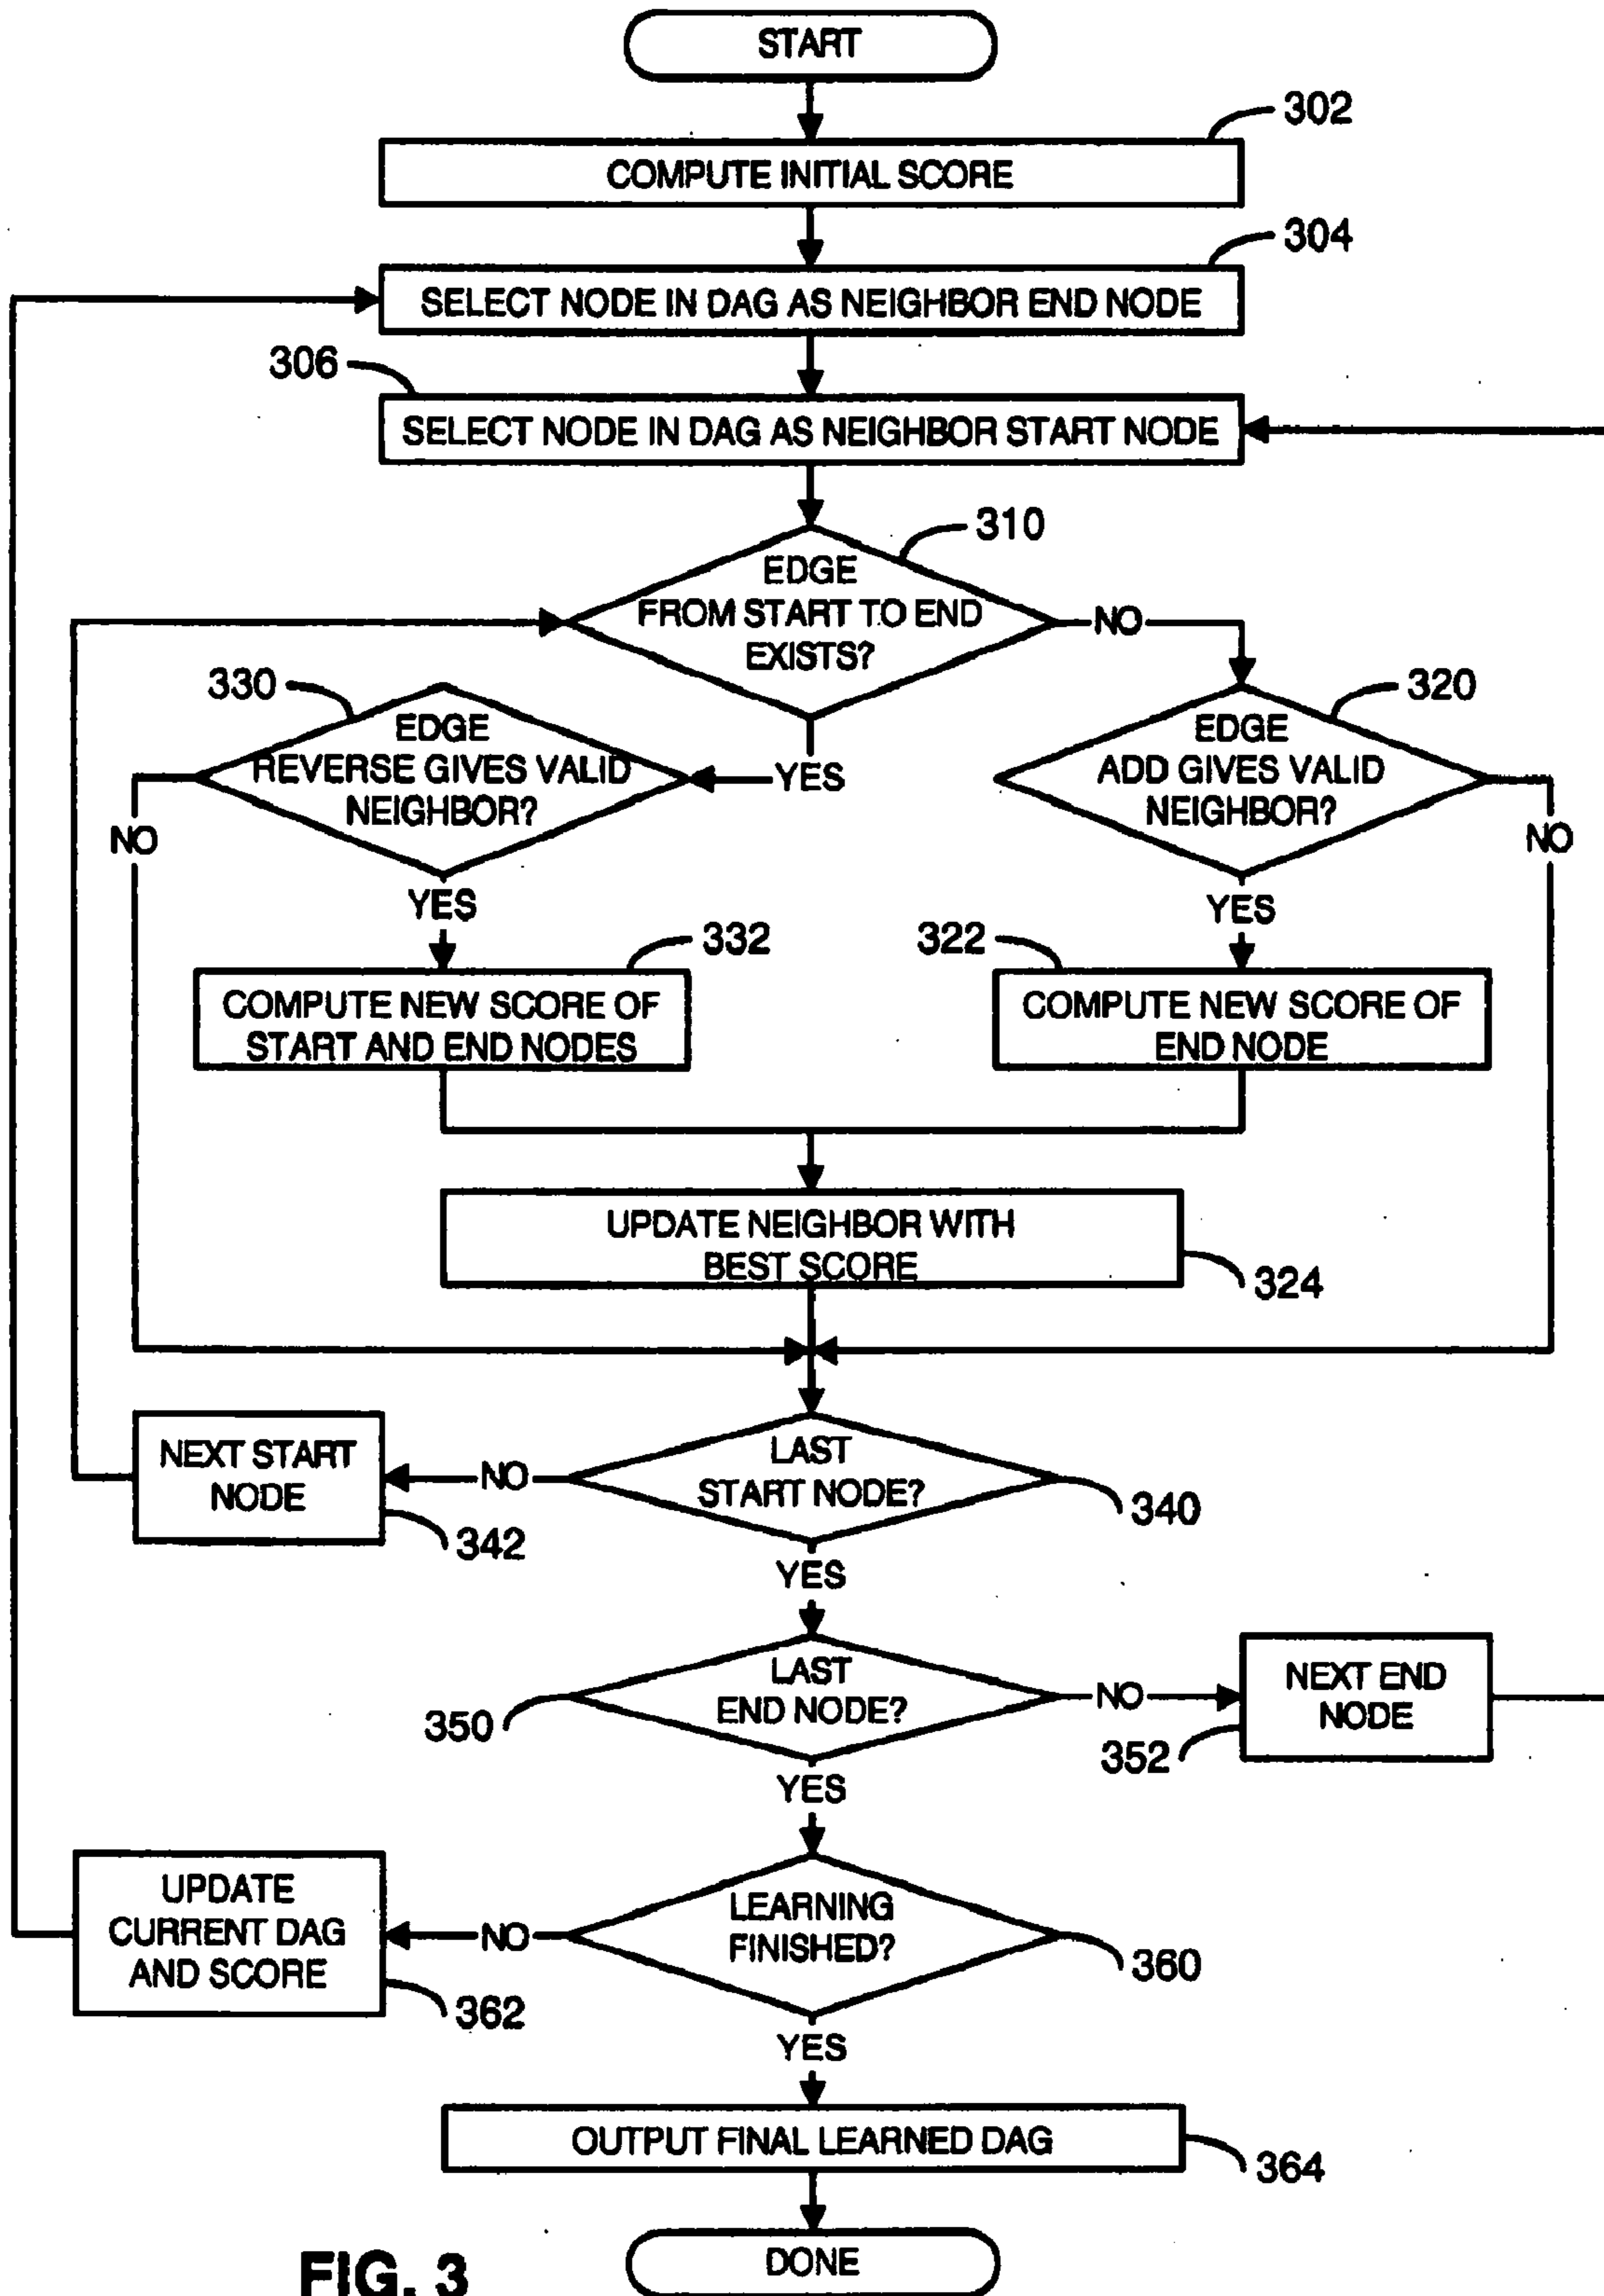 START
302
COMPUTE INITIAL SCORE
304
SELECT NODE IN DAG AS NEIGHBOR END NODE
306
SELECT NODE IN DAG AS NEIGHBOR START NODE
310
EDGE
FROM START TO END
EXISTS?
NO
330
EDGE
REVERSE GIVES VALID
NEIGHBOR?
YES
320
EDGE
ADD GIVES VALID
NEIGHBOR?
NO
NO
YES
YES
332
COMPUTE NEW SCORE OF
START AND END NODES
322
COMPUTE NEW SCORE OF
END NODE
UPDATE NEIGHBOR WITH
BEST SCORE
324
NEXT START
NODE
342
NO
LAST
START NODE?
340
YES
LAST
END NODE?
350
NO
NEXT END
NODE
352
YES
UPDATE
CURRENT DAG
AND SCORE
362
NO
LEARNING
FINISHED?
360
YES
OUTPUT FINAL LEARNED DAG
364
DONE
FIG. 3